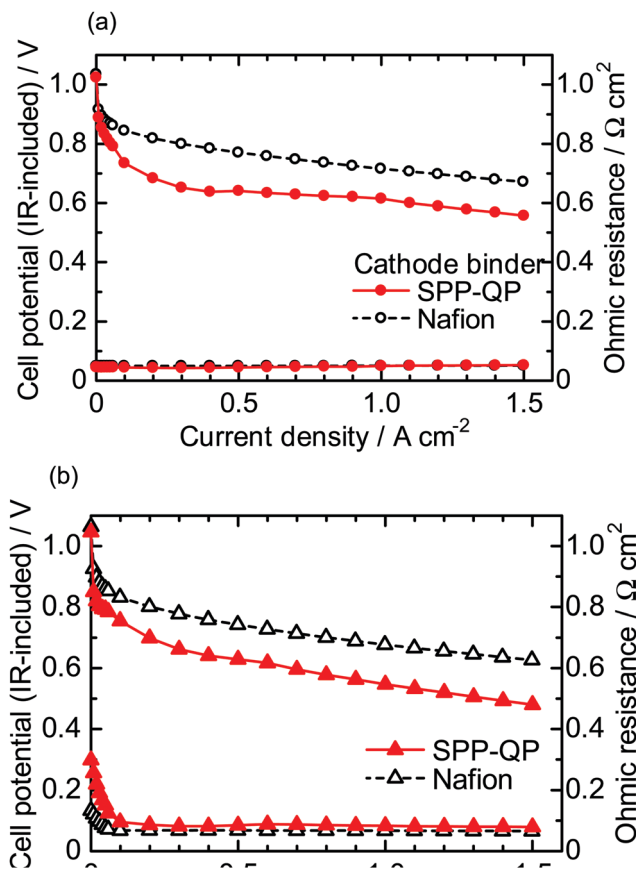 (a)
Cell potential (IR-included) / V
1.0
0.8
0.6
0.4
0.2
0
Cathode binder
SPP-QP
Nafion
1.0
0.8
0.6
0.4
0.2
0
Ohmic resistance / Ω cm²
0
0.5
1.0
1.5
Current density / A cm⁻²
(b)
Cell potential (IR-included) / V
1.0
0.8
0.6
0.4
0.2
0
SPP-QP
Nafion
1.0
0.8
0.6
0.4
0.2
0
Ohmic resistance / Ω cm²